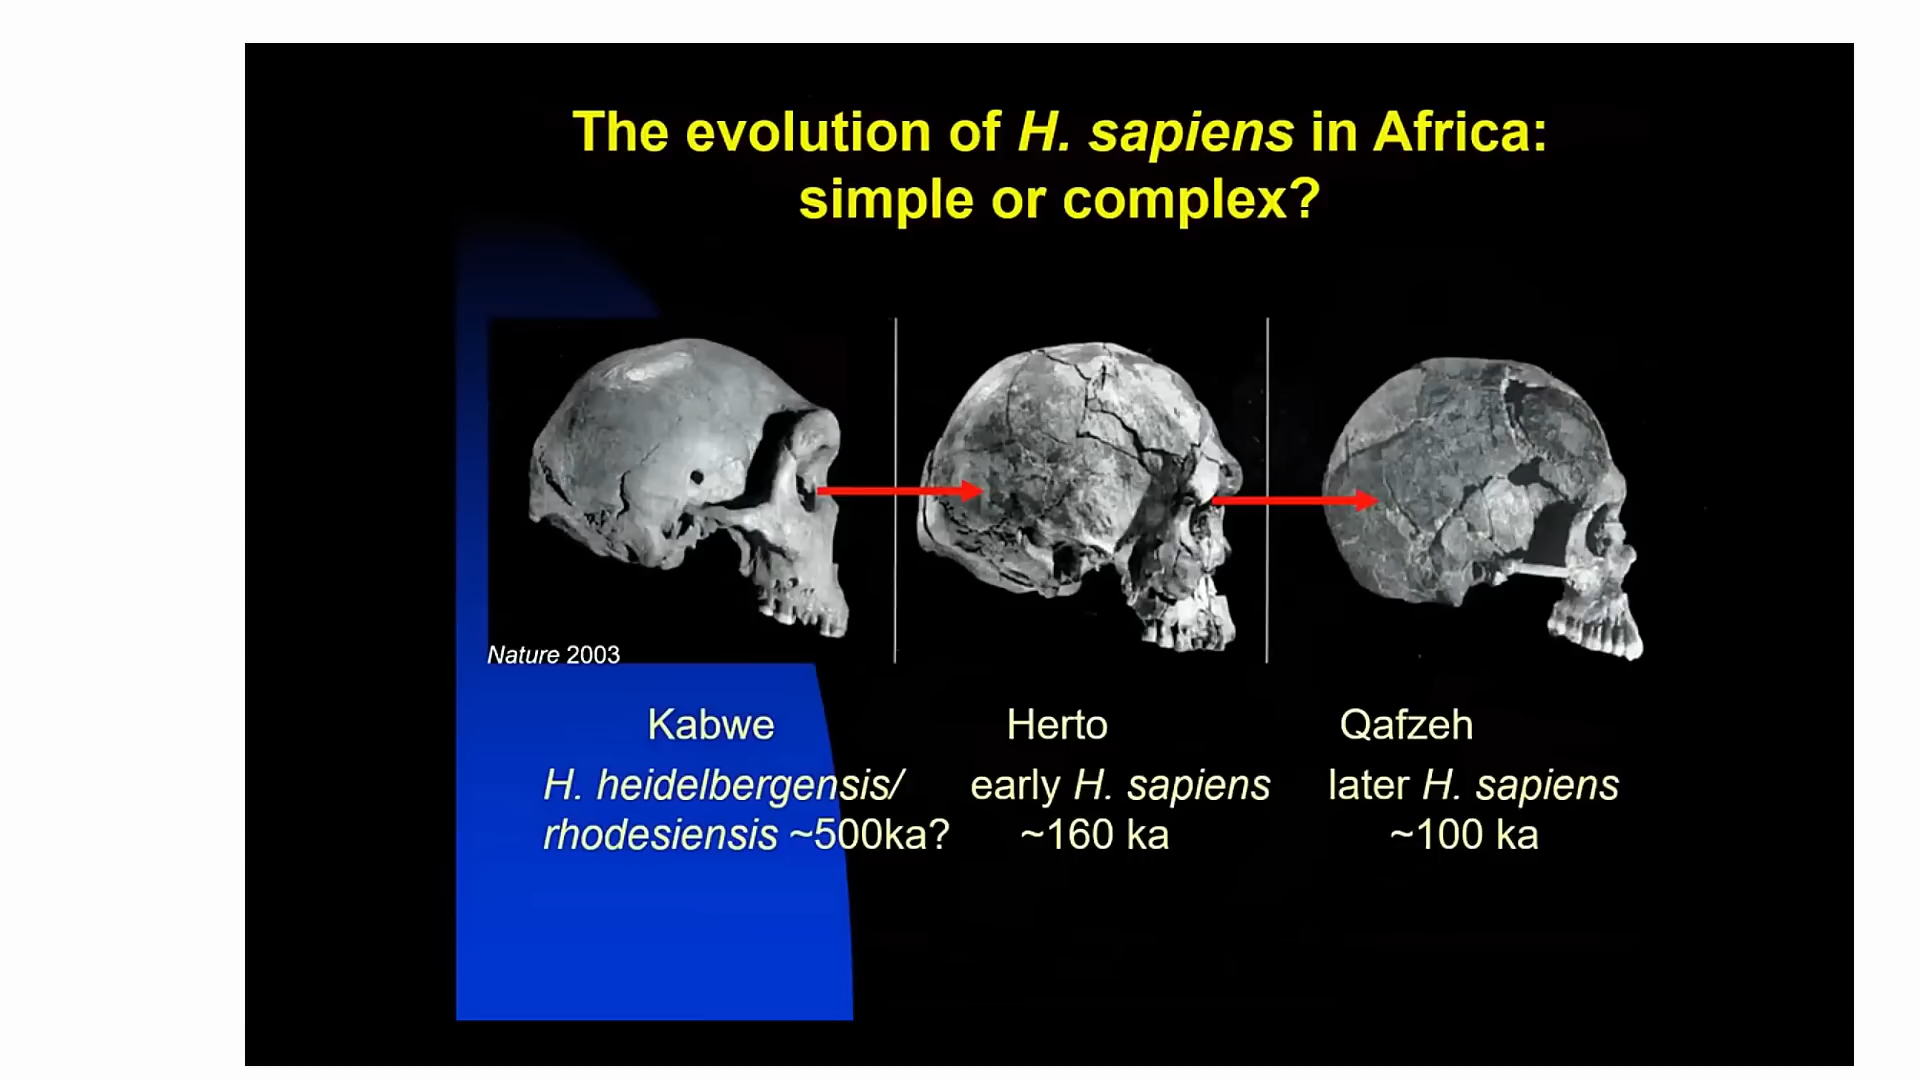 The evolution of H. sapiens in Africa:
simple or complex?
Nature 2003
Kabwe
H. heidelbergensis/
rhodesiensis ~500ka?
Herto
early H. sapiens
~160 ka
Qafzeh
later H. sapiens
~100 ka